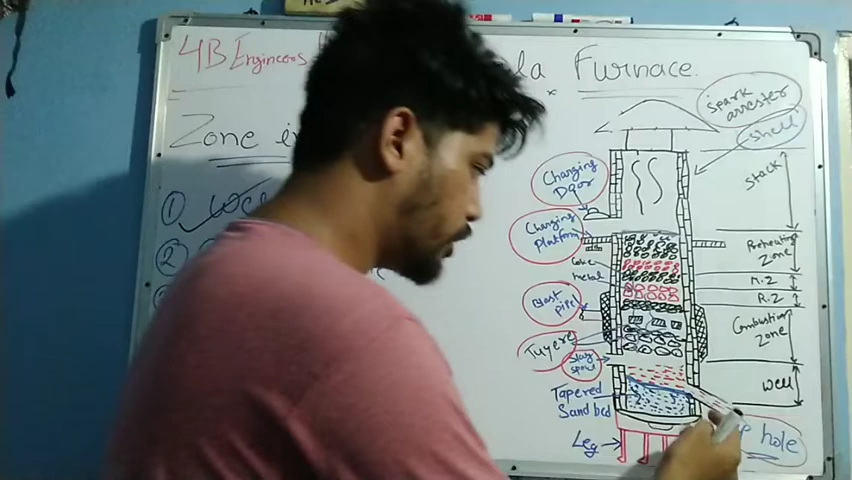 4B Engineers
Furnace.
Zone
spark
arrester
shell
Charging
Door
Stack
Charging
Platform
Preheating
Zone
Coke
metal
M.Z
R.Z
Blast
pipe
Combustion
Zone
Tuyere
Slag
spout
Well
Tapered
Sand bed
hole
Leg
①
②